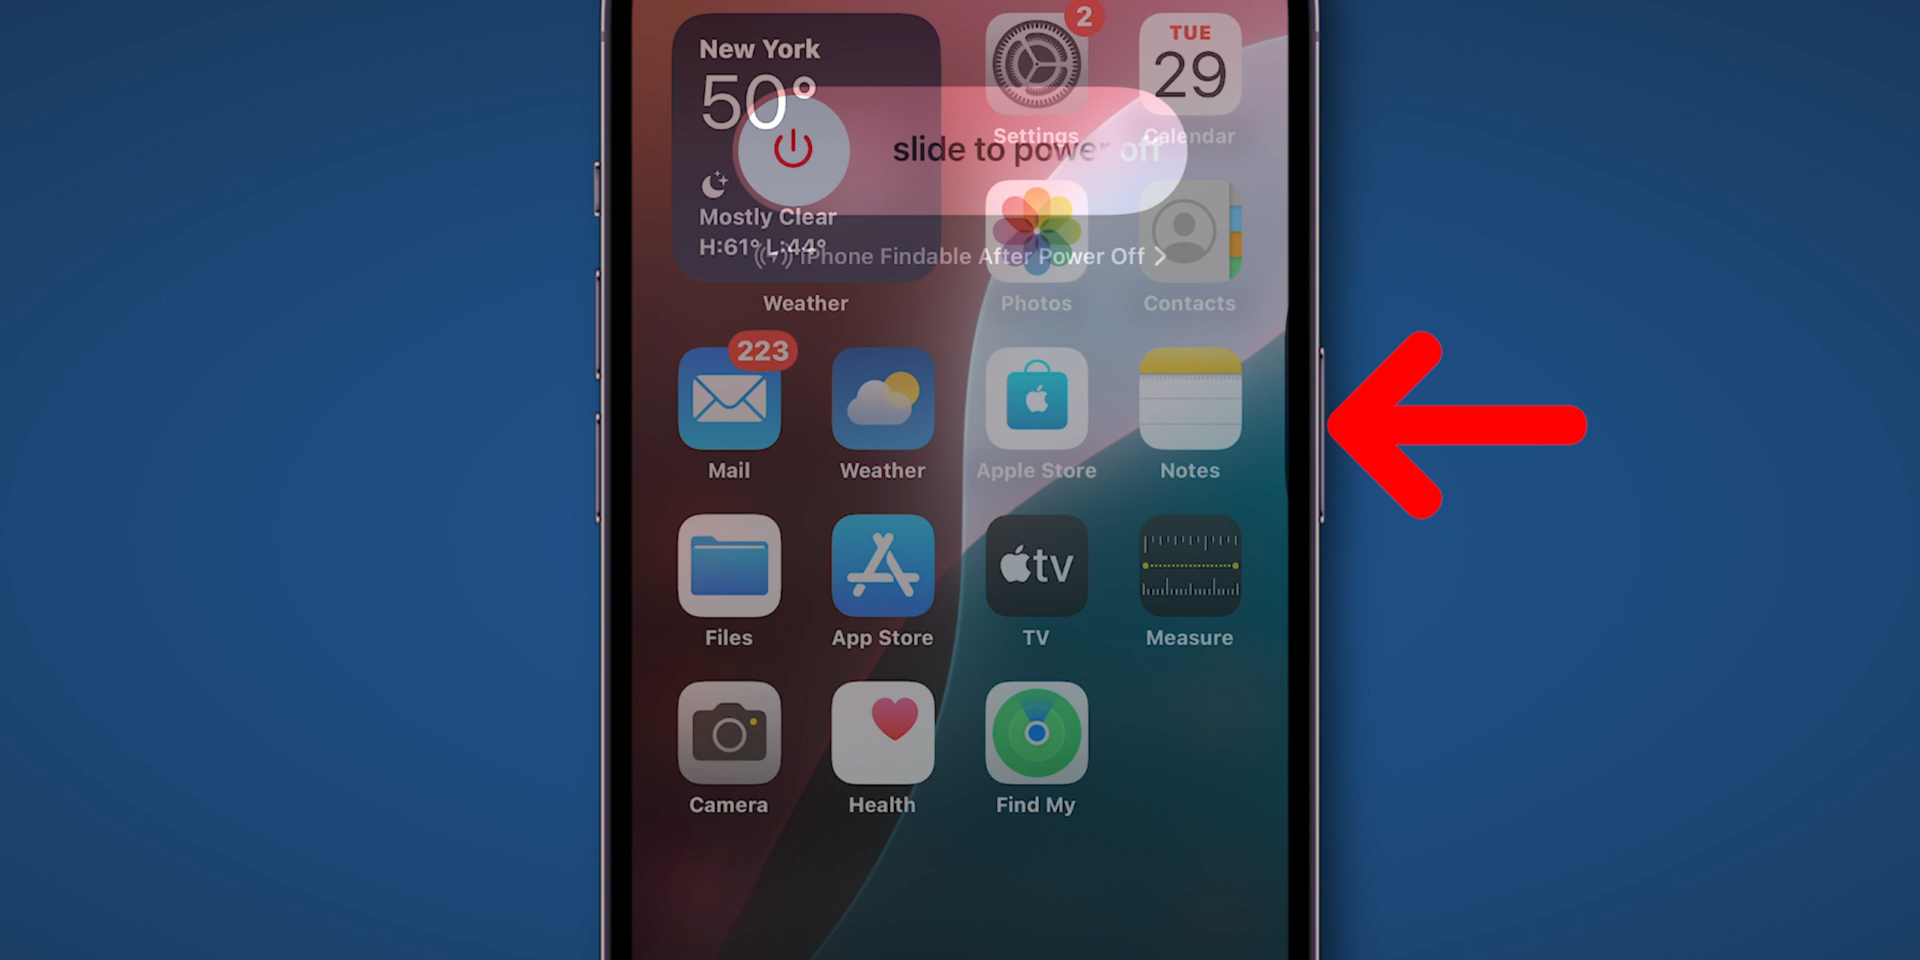 New York
50°
Mostly Clear
H:61° L:44°
Weather
2
Settings
TUE
29
Calendar
slide to power off
iPhone Findable After Power Off
Photos
Contacts
223
Mail
Weather
Apple Store
Notes
Files
App Store
tv
TV
Measure
Camera
Health
Find My